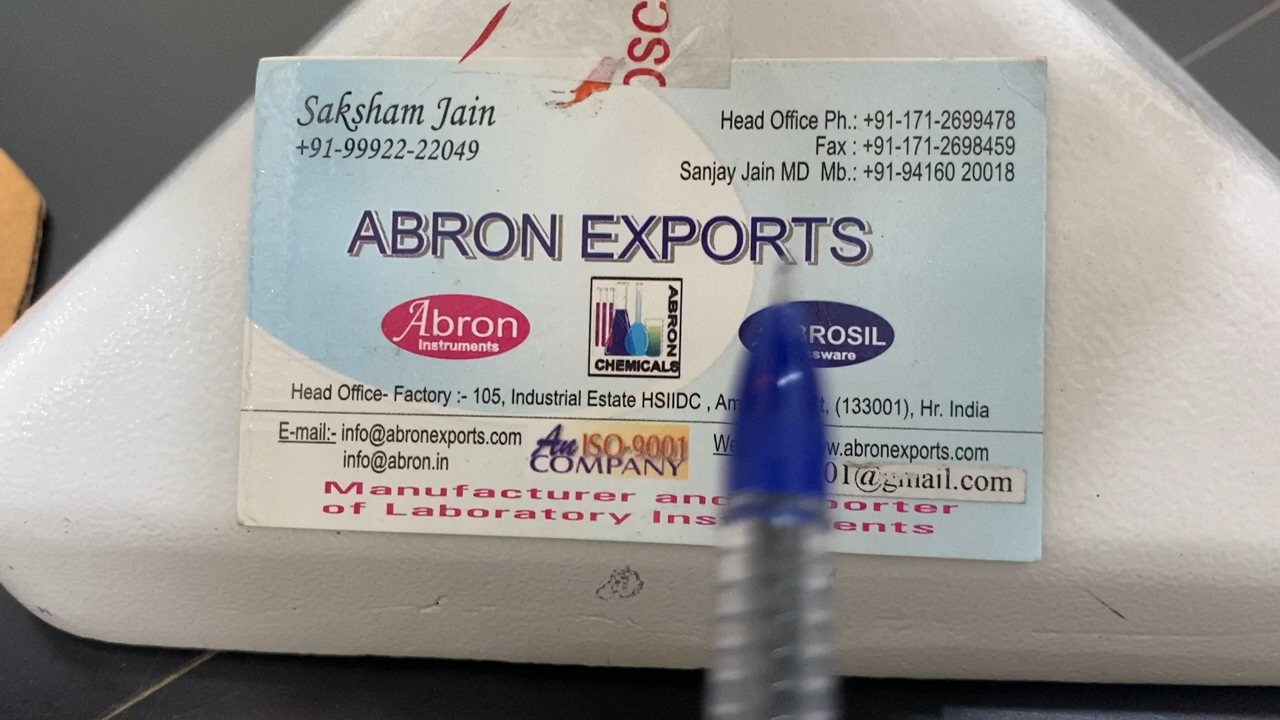 OSC
Saksham Jain
+91-99922-22049
Head Office Ph.: +91-171-2699478
Fax : +91-171-2698459
Sanjay Jain MD Mb.: +91-94160 20018
ABRON EXPORTS
Abron
Instruments
ABRON
CHEMICALS
BROSIL
Head Office- Factory :- 105, Industrial Estate HSIIDC , (133001), Hr. India
E-mail:- info@abronexports.com
info@abron.in
An ISO-9001
COMPANY
w.abronexports.com
01@gmail.com
Manufacturer and
of Laboratory